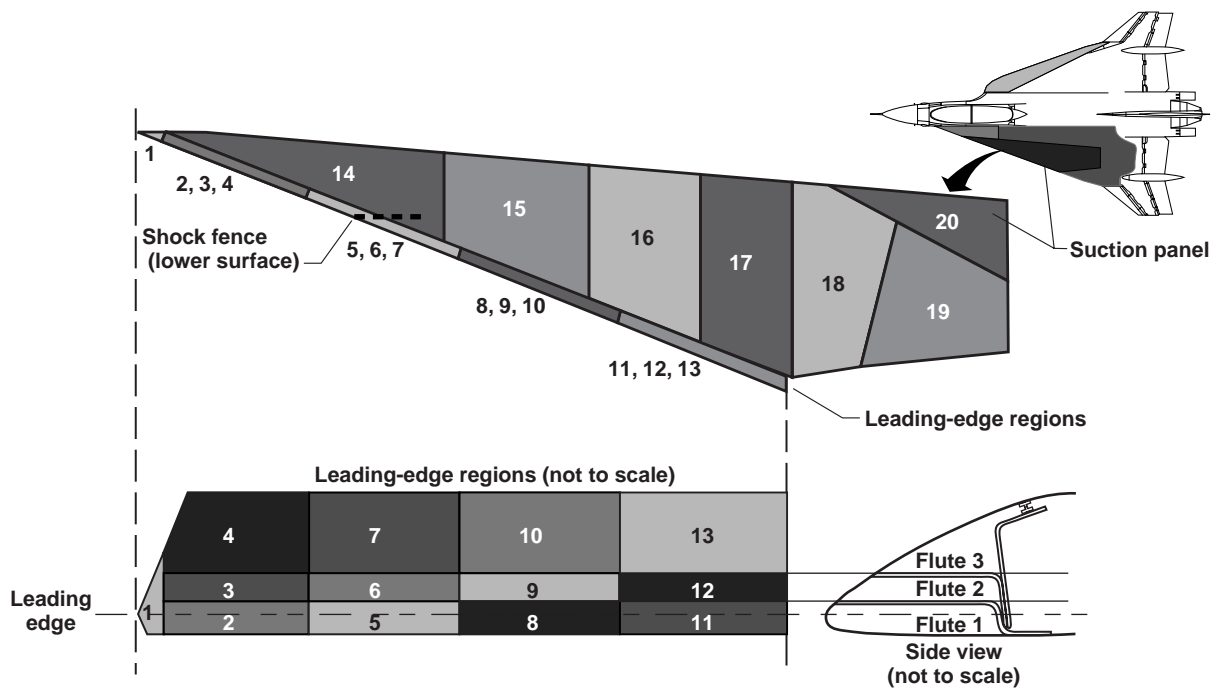 1
2, 3, 4
14
15
16
17
18
19
20
Shock fence
(lower surface)
5, 6, 7
8, 9, 10
11, 12, 13
Suction panel
Leading-edge regions
Leading-edge regions (not to scale)
4
7
10
13
3
6
9
12
1
2
5
8
11
Leading
edge
Flute 3
Flute 2
Flute 1
Side view
(not to scale)